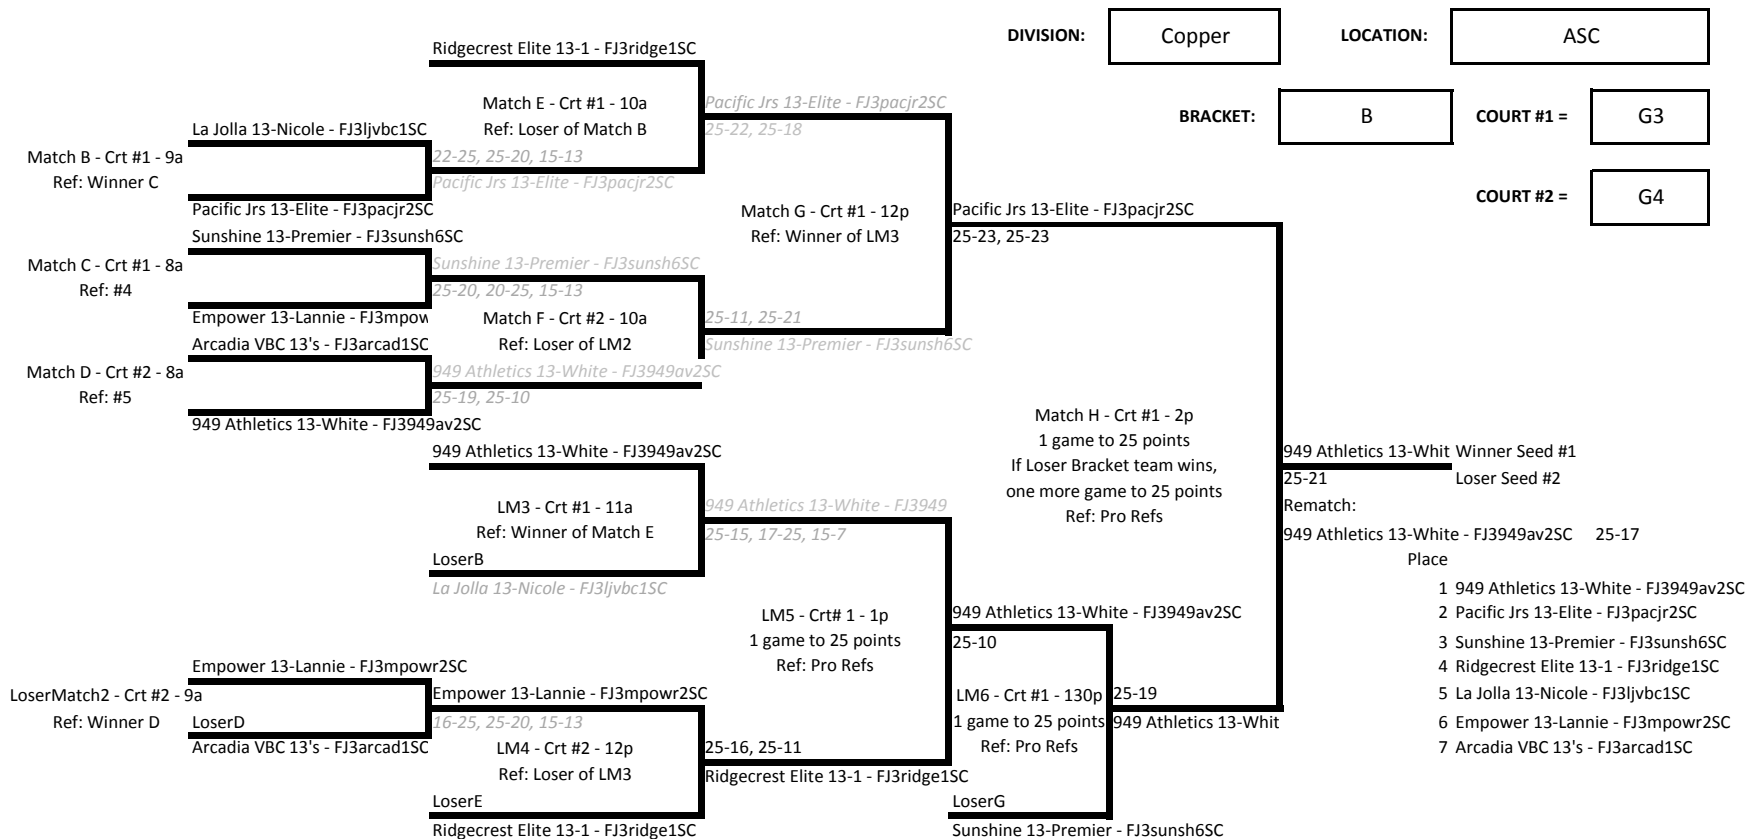 DIVISION:
Copper
LOCATION:
ASC
BRACKET:
B
COURT #1 =
G3
COURT #2 =
G4
Ridgecrest Elite 13-1 - FJ3ridge1SC
Match E - Crt #1 - 10a
Ref: Loser of Match B
Pacific Jrs 13-Elite - FJ3pacjr2SC
25-22, 25-18
La Jolla 13-Nicole - FJ3ljvbc1SC
Match B - Crt #1 - 9a
Ref: Winner C
22-25, 25-20, 15-13
Pacific Jrs 13-Elite - FJ3pacjr2SC
Pacific Jrs 13-Elite - FJ3pacjr2SC
Match G - Crt #1 - 12p
Ref: Winner of LM3
Pacific Jrs 13-Elite - FJ3pacjr2SC
25-23, 25-23
Sunshine 13-Premier - FJ3sunsh6SC
Match C - Crt #1 - 8a
Ref: #4
Sunshine 13-Premier - FJ3sunsh6SC
25-20, 20-25, 15-13
Empower 13-Lannie - FJ3mpow
Match F - Crt #2 - 10a
Ref: Loser of LM2
25-11, 25-21
Sunshine 13-Premier - FJ3sunsh6SC
Arcadia VBC 13's - FJ3arcad1SC
Match D - Crt #2 - 8a
Ref: #5
949 Athletics 13-White - FJ3949av2SC
25-19, 25-10
949 Athletics 13-White - FJ3949av2SC
Match H - Crt #1 - 2p
1 game to 25 points
If Loser Bracket team wins,
one more game to 25 points
Ref: Pro Refs
949 Athletics 13-Whit
Winner Seed #1
25-21
Loser Seed #2
Rematch:
949 Athletics 13-White - FJ3949av2SC 25-17
949 Athletics 13-White - FJ3949av2SC
LM3 - Crt #1 - 11a
Ref: Winner of Match E
949 Athletics 13-White - FJ3949
25-15, 17-25, 15-7
LoserB
La Jolla 13-Nicole - FJ3ljvbc1SC
LM5 - Crt# 1 - 1p
1 game to 25 points
Ref: Pro Refs
949 Athletics 13-White - FJ3949av2SC
25-10
Empower 13-Lannie - FJ3mpowr2SC
LoserMatch2 - Crt #2 - 9a
Ref: Winner D
LoserD
Arcadia VBC 13's - FJ3arcad1SC
Empower 13-Lannie - FJ3mpowr2SC
16-25, 25-20, 15-13
LM4 - Crt #2 - 12p
Ref: Loser of LM3
25-16, 25-11
Ridgecrest Elite 13-1 - FJ3ridge1SC
LoserE
Ridgecrest Elite 13-1 - FJ3ridge1SC
LM6 - Crt #1 - 130p
1 game to 25 points
Ref: Pro Refs
25-19
949 Athletics 13-Whit
LoserG
Sunshine 13-Premier - FJ3sunsh6SC
Place
1 949 Athletics 13-White - FJ3949av2SC
2 Pacific Jrs 13-Elite - FJ3pacjr2SC
3 Sunshine 13-Premier - FJ3sunsh6SC
4 Ridgecrest Elite 13-1 - FJ3ridge1SC
5 La Jolla 13-Nicole - FJ3ljvbc1SC
6 Empower 13-Lannie - FJ3mpowr2SC
7 Arcadia VBC 13's - FJ3arcad1SC